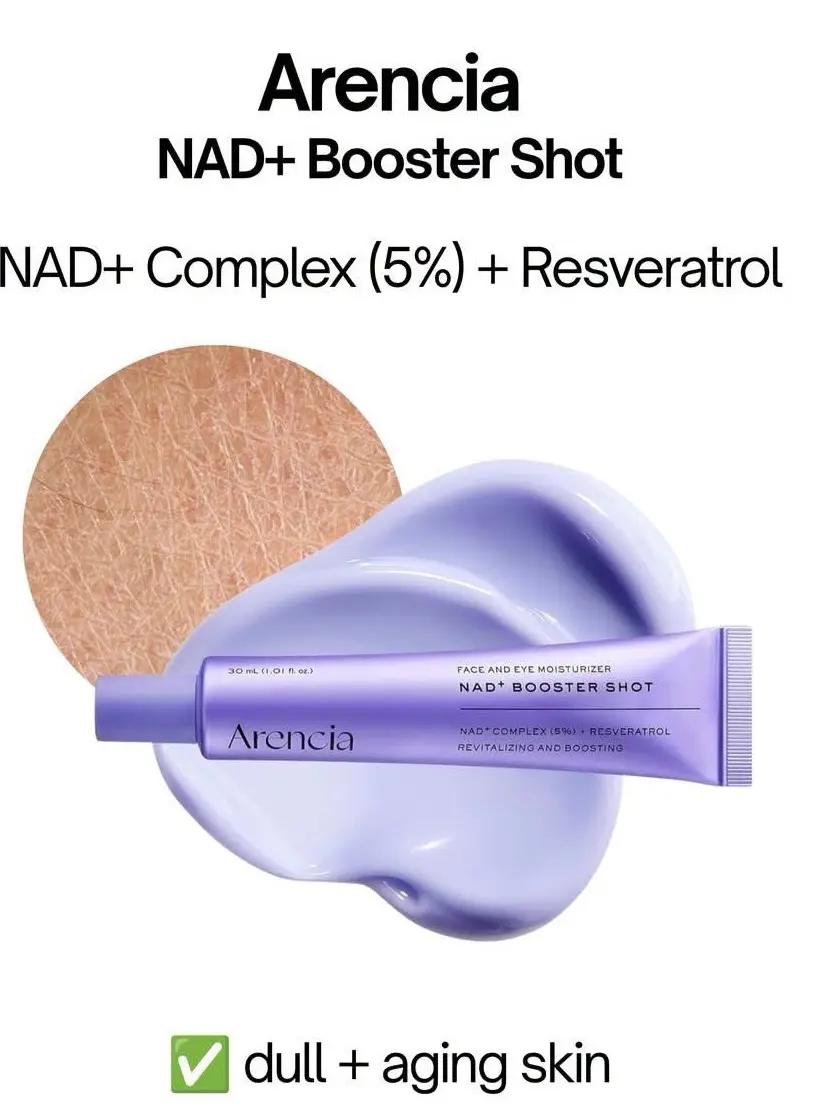 Arencia
NAD+ Booster Shot
NAD+ Complex (5%) + Resveratrol
30 mL (1.01 fl. oz.)
FACE AND EYE MOISTURIZER
NAD+ BOOSTER SHOT
Arencia
NAD+ COMPLEX (5%) + RESVERATROL
REVITALIZING AND BOOSTING
✅ dull + aging skin